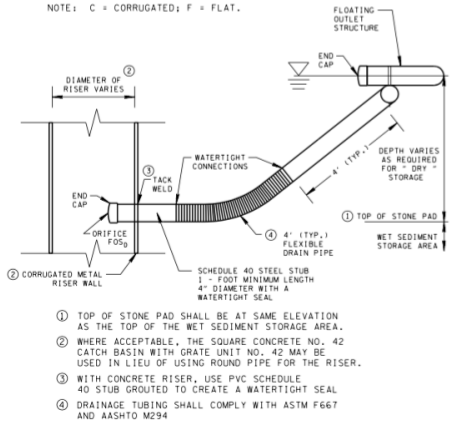 NOTE: C = CORRUGATED; F = FLAT.
FLOATING
OUTLET
STRUCTURE
END
CAP
②
DIAMETER OF
RISER VARIES
WATERTIGHT
CONNECTIONS
4' (TYP.)
DEPTH VARIES
AS REQUIRED
FOR " DRY "
STORAGE
③
TACK
WELD
END
CAP
ORIFICE
FOS₀
① TOP OF STONE PAD
WET SEDIMENT
STORAGE AREA
④ 4' (TYP.)
FLEXIBLE
DRAIN PIPE
② CORRUGATED METAL
RISER WALL
SCHEDULE 40 STEEL STUB
1 - FOOT MINIMUM LENGTH
4" DIAMETER WITH A
WATERTIGHT SEAL
① TOP OF STONE PAD SHALL BE AT SAME ELEVATION
AS THE TOP OF THE WET SEDIMENT STORAGE AREA.
② WHERE ACCEPTABLE, THE SQUARE CONCRETE NO. 42
CATCH BASIN WITH GRATE UNIT NO. 42 MAY BE
USED IN LIEU OF USING ROUND PIPE FOR THE RISER.
③ WITH CONCRETE RISER, USE PVC SCHEDULE
40 STUB GROUTED TO CREATE A WATERTIGHT SEAL
④ DRAINAGE TUBING SHALL COMPLY WITH ASTM F667
AND AASHTO M294